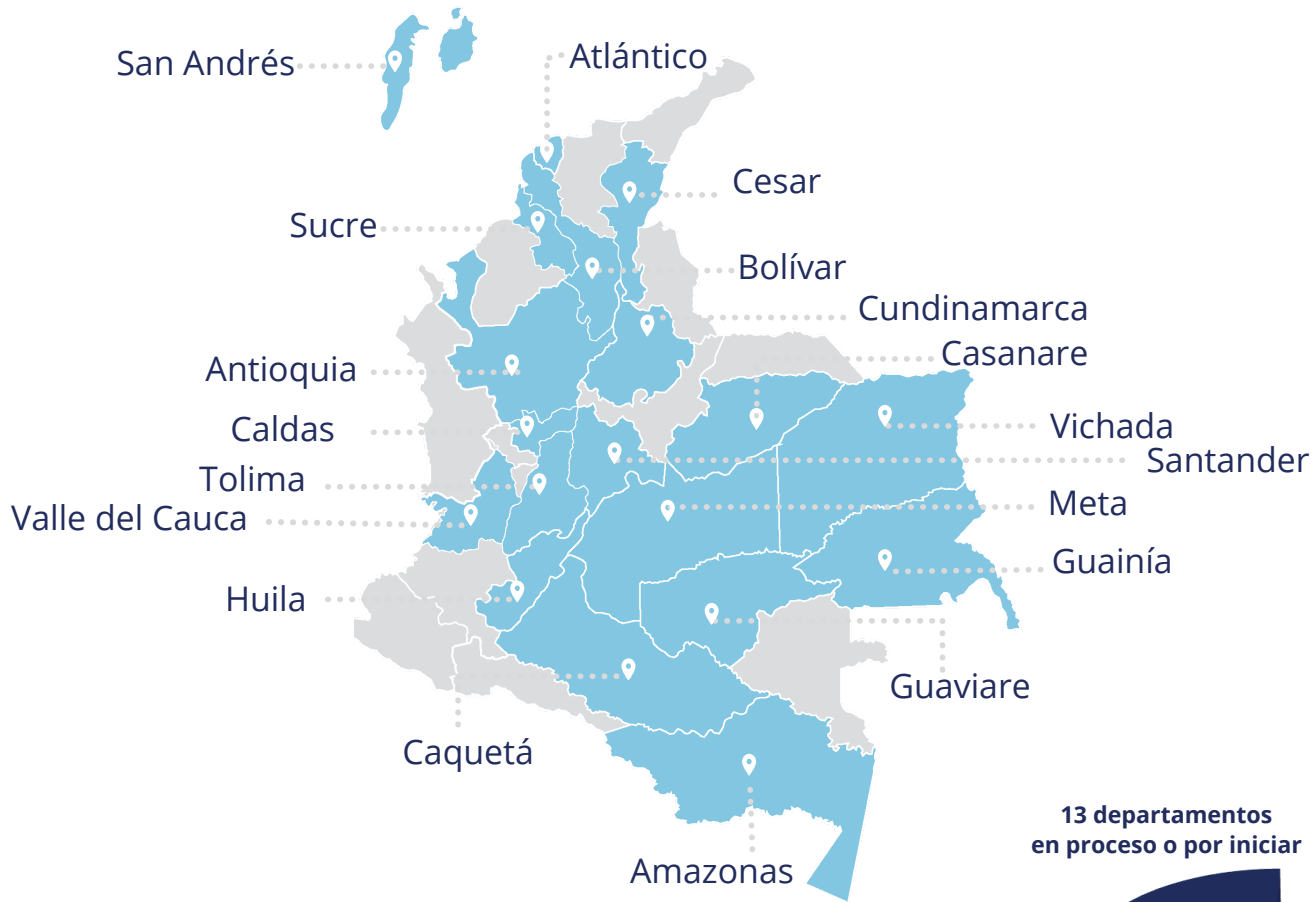 San Andrés
Atlántico
Cesar
Sucre
Bolívar
Cundinamarca
Casanare
Antioquia
Caldas
Vichada
Santander
Tolima
Meta
Valle del Cauca
Guainía
Huila
Guaviare
Caquetá
Amazonas
13 departamentos
en proceso o por iniciar